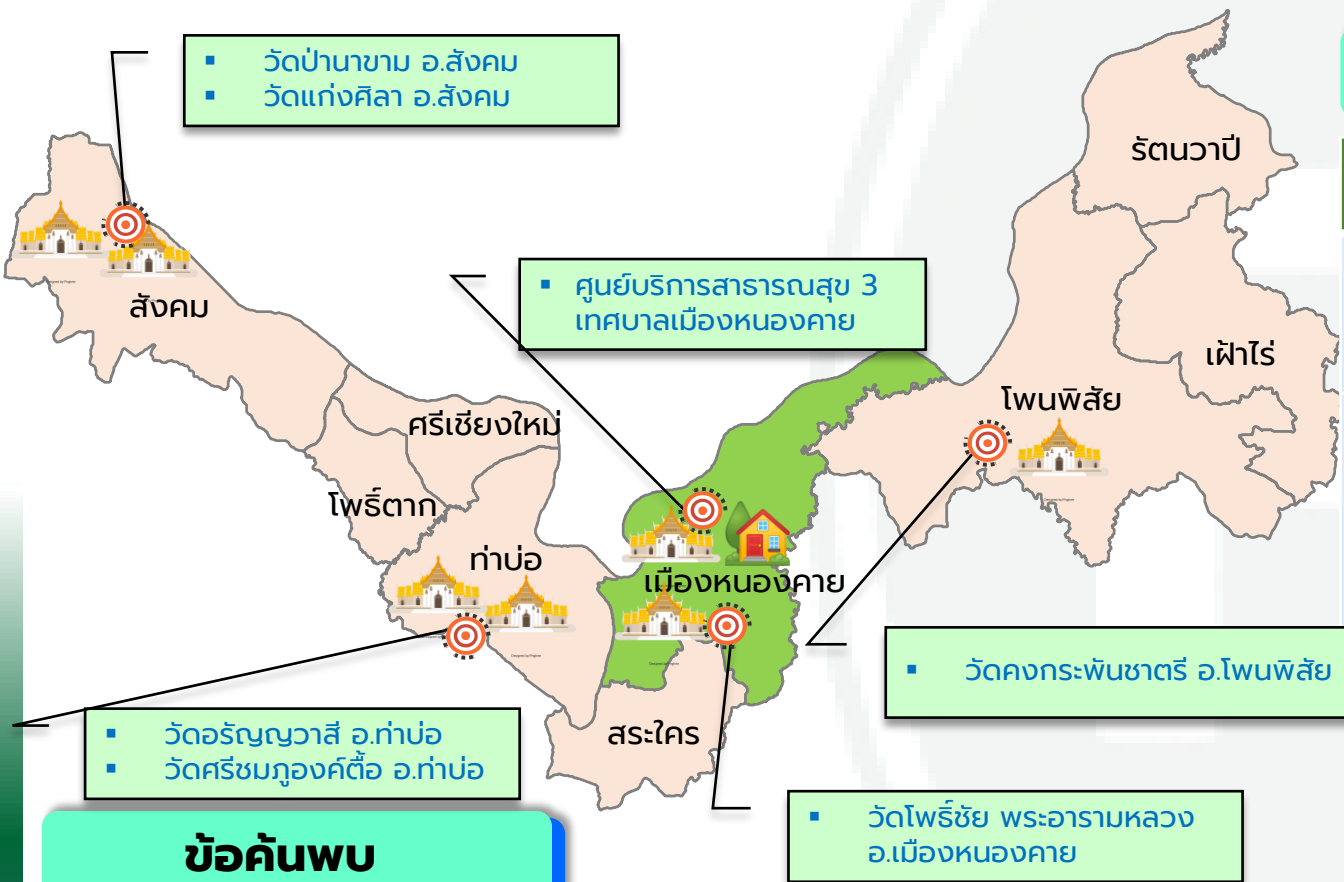 วัดป่านาขาม อ.สังคม
วัดแก่งศิลา อ.สังคม
รัตนวาปี
สังคม
ศูนย์บริการสาธารณสุข 3
เทศบาลเมืองหนองคาย
เฝ้าไร่
โพนพิสัย
ศรีเชียงใหม่
โพธิ์ตาก
ท่าบ่อ
เมืองหนองคาย
วัดคงกระพันชาตรี อ.โพนพิสัย
วัดอรัญญวาสี อ.ท่าบ่อ
วัดศรีชมภูองค์ตื้อ อ.ท่าบ่อ
สระใคร
วัดโพธิ์ชัย พระอารามหลวง
อ.เมืองหนองคาย
ข้อค้นพบ